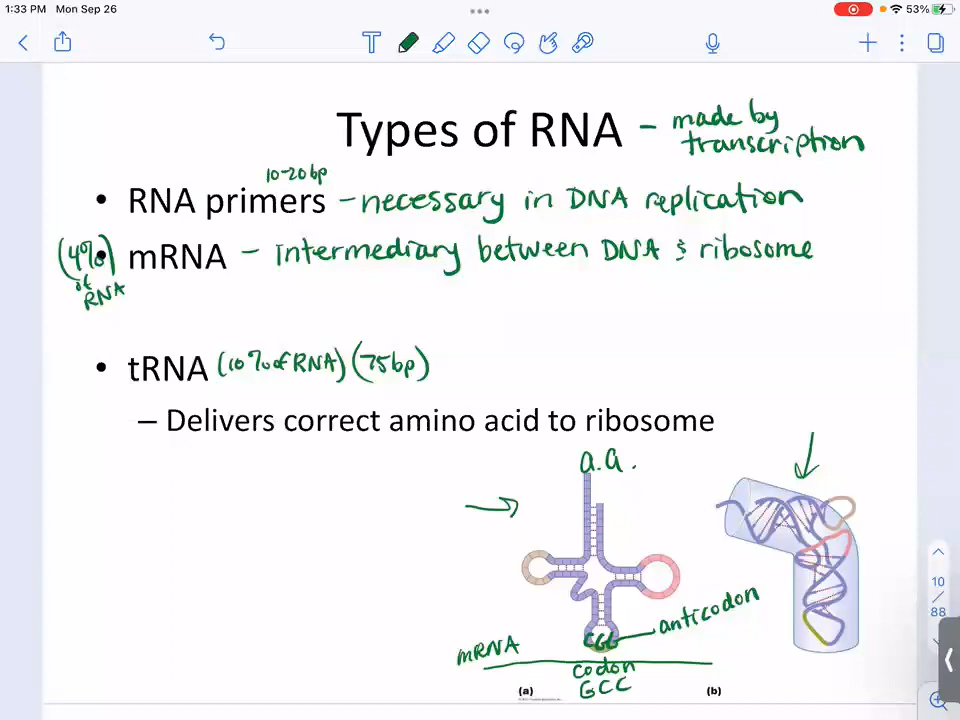 1:33 PM Mon Sep 26
53%
Types of RNA - made by
transcription
10-20bp
• RNA primers - necessary in DNA replication
(4%) • mRNA - intermediary between DNA & ribosome
of
RNA
• tRNA (10% of RNA) (75bp)
– Delivers correct amino acid to ribosome
a.a.
anticodon
CGG
mRNA
codon
GCC
(a)
(b)
10
/
88